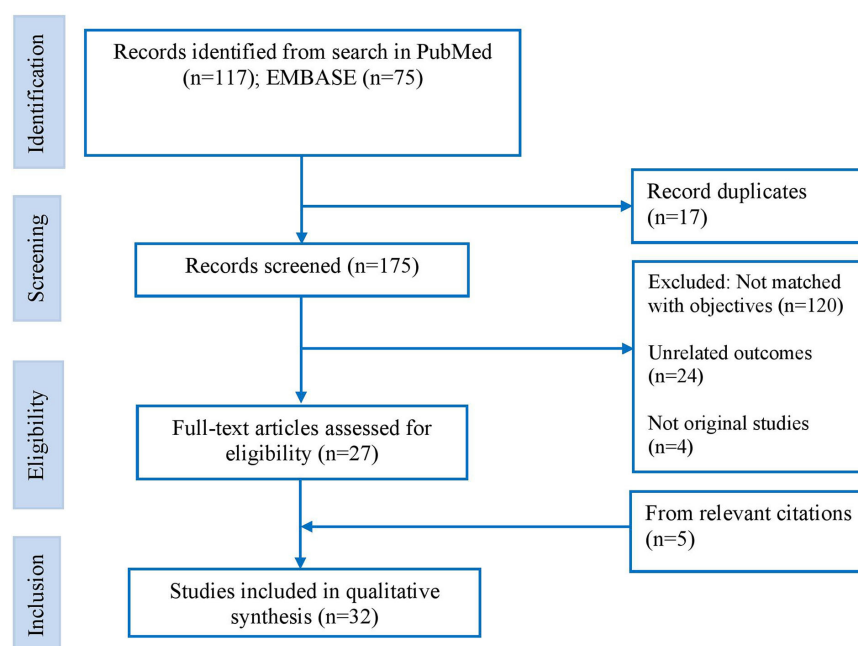 Identification
Records identified from search in PubMed
(n=117); EMBASE (n=75)
Record duplicates
(n=17)
Screening
Records screened (n=175)
Excluded: Not matched
with objectives (n=120)
Unrelated outcomes
(n=24)
Not original studies
(n=4)
Eligibility
Full-text articles assessed for
eligibility (n=27)
From relevant citations
(n=5)
Inclusion
Studies included in qualitative
synthesis (n=32)